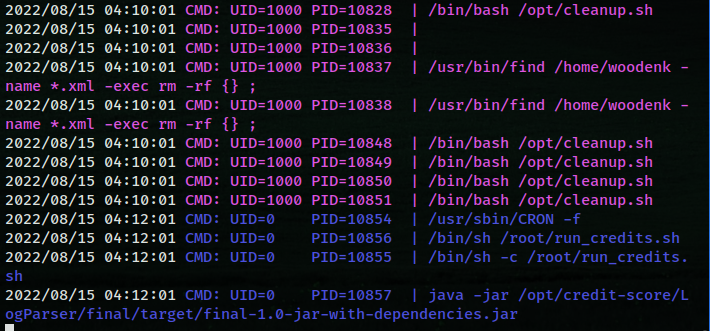 2022/08/15 04:10:01 CMD: UID=1000 PID=10828  | /bin/bash /opt/cleanup.sh
2022/08/15 04:10:01 CMD: UID=1000 PID=10835  |
2022/08/15 04:10:01 CMD: UID=1000 PID=10836  |
2022/08/15 04:10:01 CMD: UID=1000 PID=10837  | /usr/bin/find /home/woodenk -
name *.xml -exec rm -rf {} ;
2022/08/15 04:10:01 CMD: UID=1000 PID=10838  | /usr/bin/find /home/woodenk -
name *.xml -exec rm -rf {} ;
2022/08/15 04:10:01 CMD: UID=1000 PID=10848  | /bin/bash /opt/cleanup.sh
2022/08/15 04:10:01 CMD: UID=1000 PID=10849  | /bin/bash /opt/cleanup.sh
2022/08/15 04:10:01 CMD: UID=1000 PID=10850  | /bin/bash /opt/cleanup.sh
2022/08/15 04:10:01 CMD: UID=1000 PID=10851  | /bin/bash /opt/cleanup.sh
2022/08/15 04:12:01 CMD: UID=0    PID=10854  | /usr/sbin/CRON -f
2022/08/15 04:12:01 CMD: UID=0    PID=10856  | /bin/sh /root/run_credits.sh
2022/08/15 04:12:01 CMD: UID=0    PID=10855  | /bin/sh -c /root/run_credits.
sh
2022/08/15 04:12:01 CMD: UID=0    PID=10857  | java -jar /opt/credit-score/L
ogParser/final/target/final-1.0-jar-with-dependencies.jar